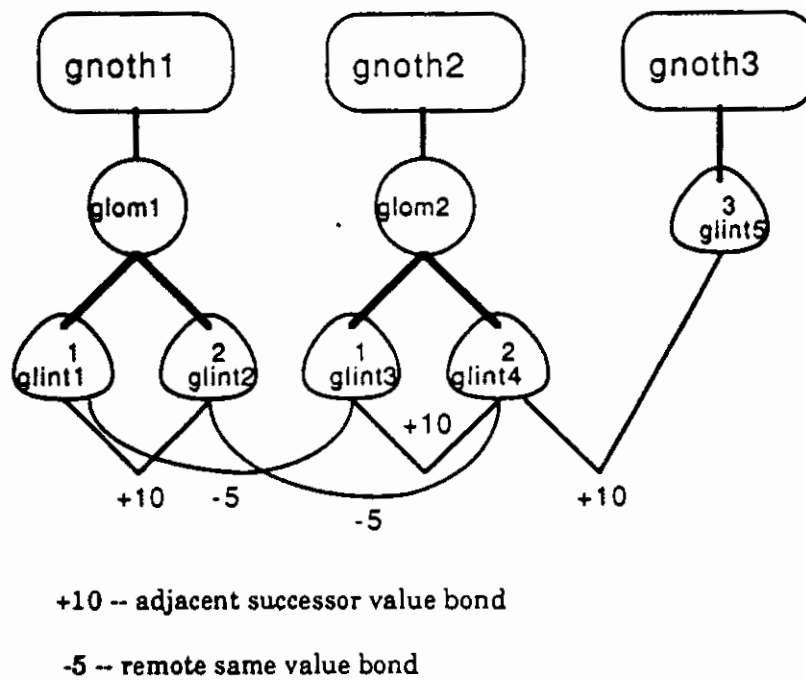 gnoth1 gnoth2 gnoth3
glom1 glom2
3
glint5
1 2 1 2
glint1 glint2 glint3 glint4
+10
+10 -5 -5 +10
+10 -- adjacent successor value bond
-5 -- remote same value bond